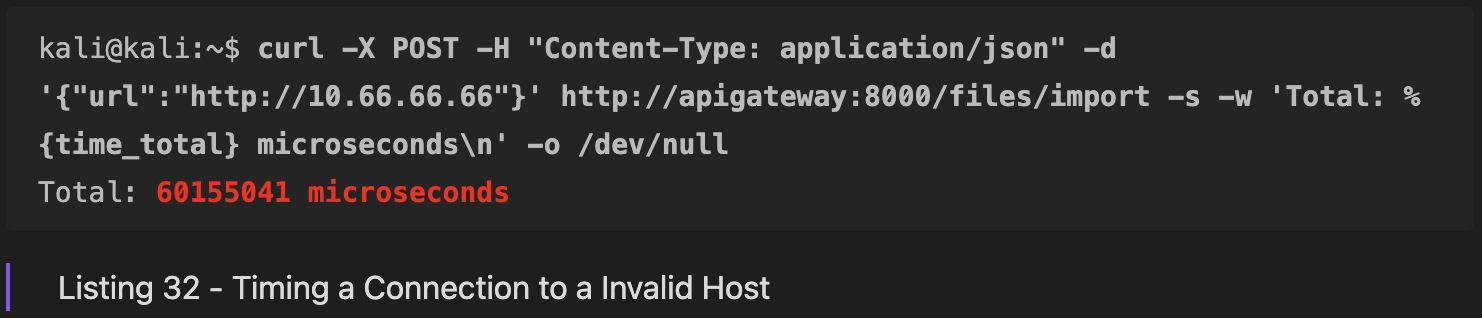 kali@kali:~$ curl -X POST -H "Content-Type: application/json" -d
'{"url":"http://10.66.66.66"}' http://apigateway:8000/files/import -s -w 'Total: %
{time_total} microseconds\n' -o /dev/null
Total: 60155041 microseconds
Listing 32 - Timing a Connection to a Invalid Host